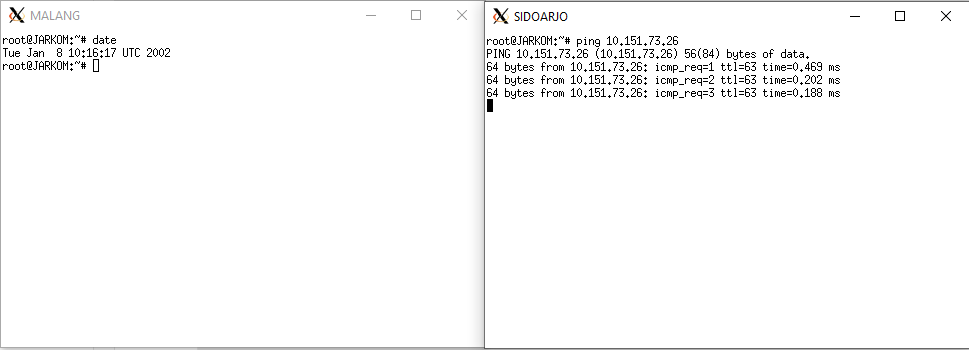 MALANG
root@JARKOM:~# date
Tue Jan  8 10:16:17 UTC 2002
root@JARKOM:~#
SIDOARJO
root@JARKOM:~# ping 10.151.73.26
PING 10.151.73.26 (10.151.73.26) 56(84) bytes of data.
64 bytes from 10.151.73.26: icmp_req=1 ttl=63 time=0.469 ms
64 bytes from 10.151.73.26: icmp_req=2 ttl=63 time=0.202 ms
64 bytes from 10.151.73.26: icmp_req=3 ttl=63 time=0.188 ms